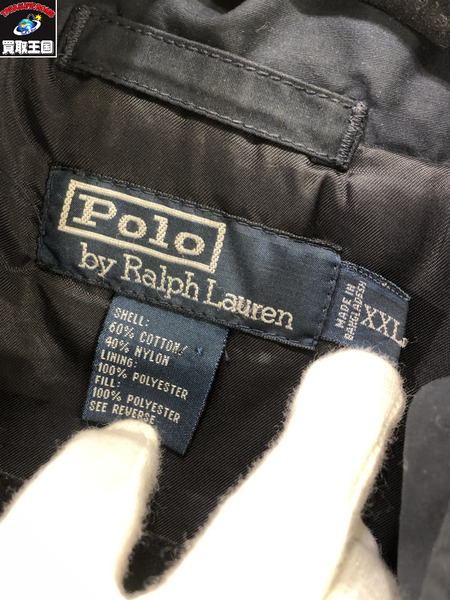 買取王国
Polo
by Ralph Lauren
MADE IN
BANGLADESH
XXL
SHELL:
60% COTTON/
40% NYLON
LINING:
100% POLYESTER
FILL:
100% POLYESTER
SEE REVERSE